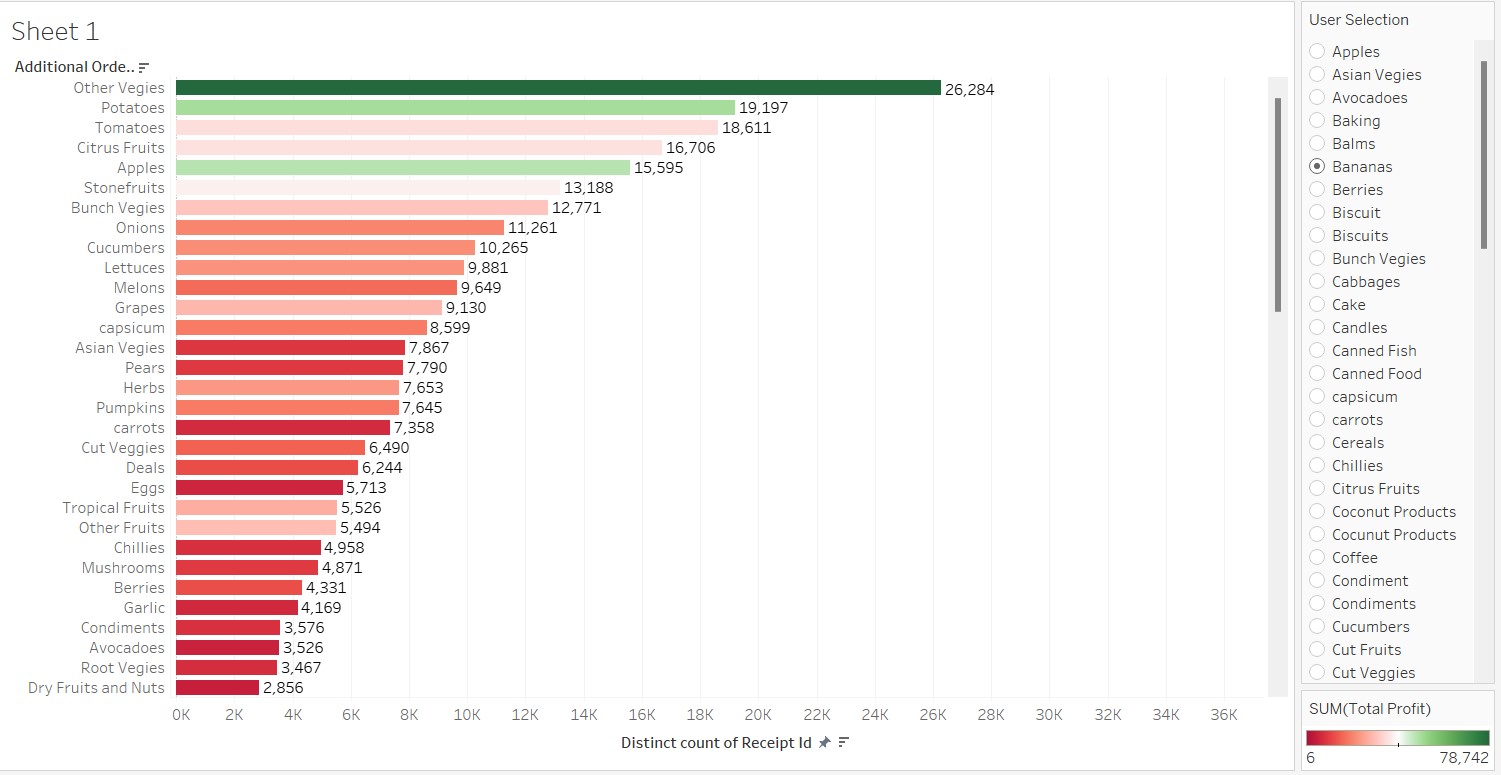 Sheet 1
Additional Orde..
Other Vegies 26,284
Potatoes 19,197
Tomatoes 18,611
Citrus Fruits 16,706
Apples 15,595
Stonefruits 13,188
Bunch Vegies 12,771
Onions 11,261
Cucumbers 10,265
Lettuces 9,881
Melons 9,649
Grapes 9,130
capsicum 8,599
Asian Vegies 7,867
Pears 7,790
Herbs 7,653
Pumpkins 7,645
carrots 7,358
Cut Veggies 6,490
Deals 6,244
Eggs 5,713
Tropical Fruits 5,526
Other Fruits 5,494
Chillies 4,958
Mushrooms 4,871
Berries 4,331
Garlic 4,169
Condiments 3,576
Avocadoes 3,526
Root Vegies 3,467
Dry Fruits and Nuts 2,856
0K 2K 4K 6K 8K 10K 12K 14K 16K 18K 20K 22K 24K 26K 28K 30K 32K 34K 36K
Distinct count of Receipt Id
User Selection
Apples
Asian Vegies
Avocadoes
Baking
Balms
Bananas
Berries
Biscuit
Biscuits
Bunch Vegies
Cabbages
Cake
Candles
Canned Fish
Canned Food
capsicum
carrots
Cereals
Chillies
Citrus Fruits
Coconut Products
Cocunut Products
Coffee
Condiment
Condiments
Cucumbers
Cut Fruits
Cut Veggies
SUM(Total Profit)
6 78,742